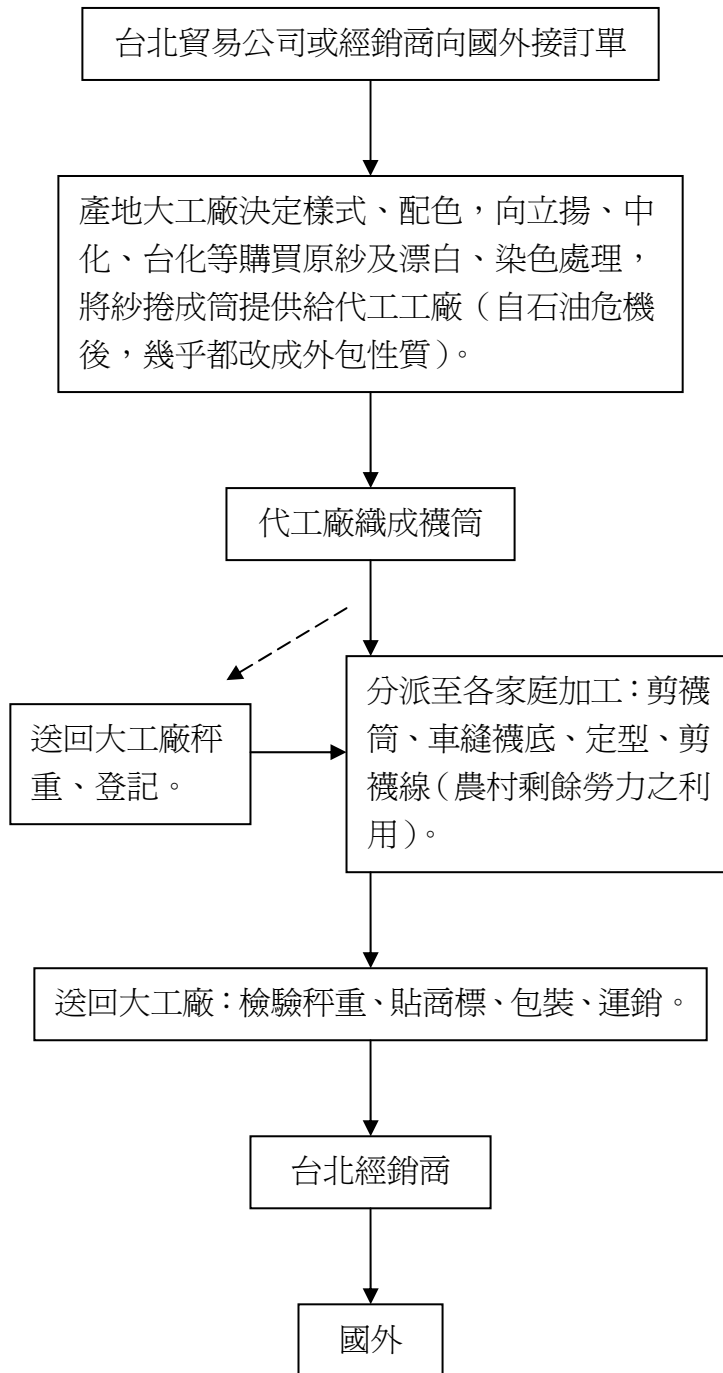 台北貿易公司或經銷商向國外接訂單
產地大工廠決定樣式、配色，向立揚、中
化、台化等購買原紗及漂白、染色處理，
將紗捲成筒提供給代工工廠（自石油危機
後，幾乎都改成外包性質）。
代工廠織成襪筒
送回大工廠秤
重、登記。
分派至各家庭加工：剪襪
筒、車縫襪底、定型、剪
襪線（農村剩餘勞力之利
用）。
送回大工廠：檢驗秤重、貼商標、包裝、運銷。
台北經銷商
國外